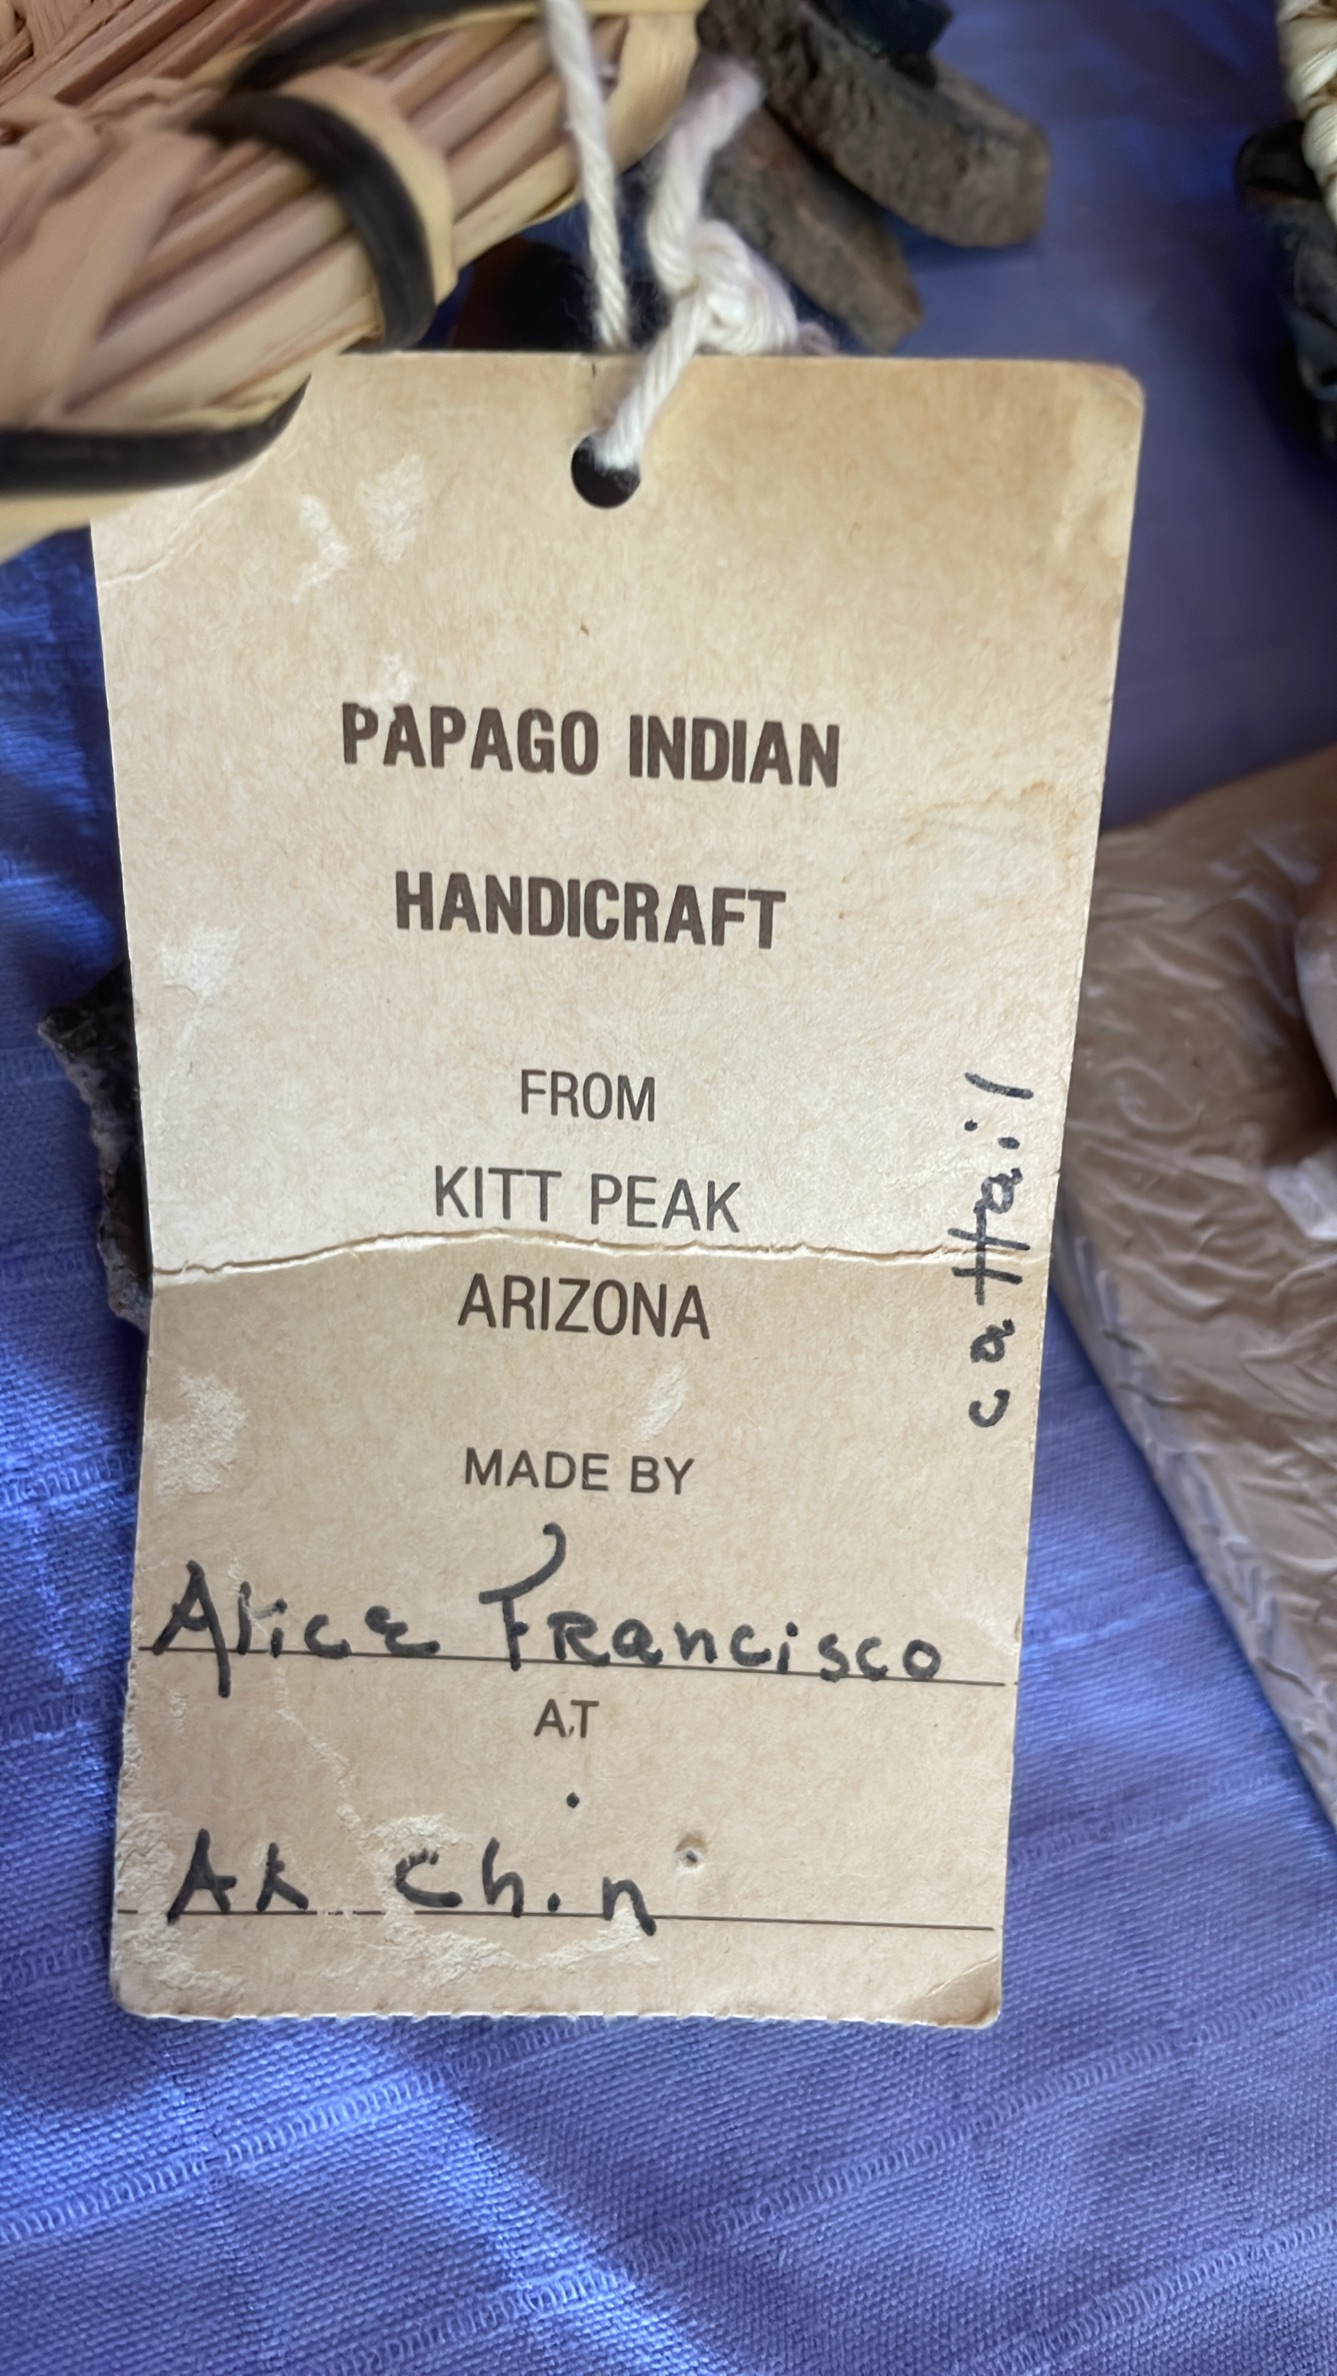 PAPAGO INDIAN
HANDICRAFT
FROM
KITT PEAK
ARIZONA
cattail
MADE BY
Alice Francisco
AT
Ak Chin